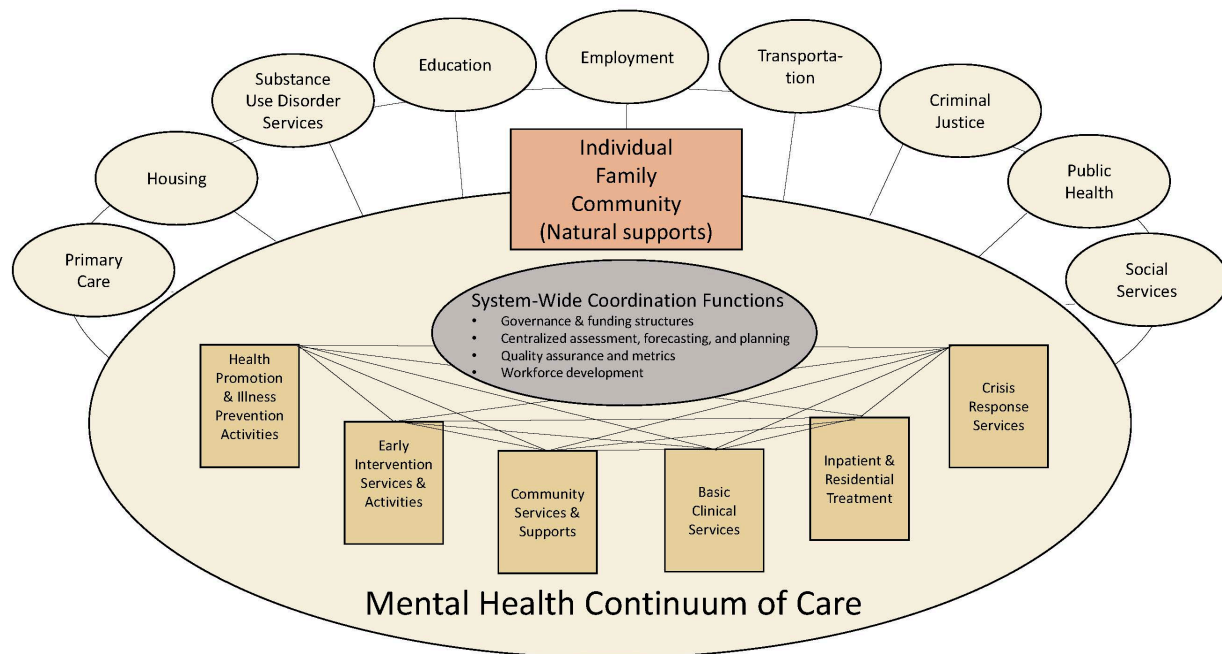 Primary
Care
Housing
Substance
Use Disorder
Services
Education
Employment
Transporta-
tion
Criminal
Justice
Public
Health
Social
Services
Individual
Family
Community
(Natural supports)
System-Wide Coordination Functions
• Governance & funding structures
• Centralized assessment, forecasting, and planning
• Quality assurance and metrics
• Workforce development
Health
Promotion
& Illness
Prevention
Activities
Early
Intervention
Services &
Activities
Community
Services &
Supports
Basic
Clinical
Services
Inpatient &
Residential
Treatment
Crisis
Response
Services
Mental Health Continuum of Care